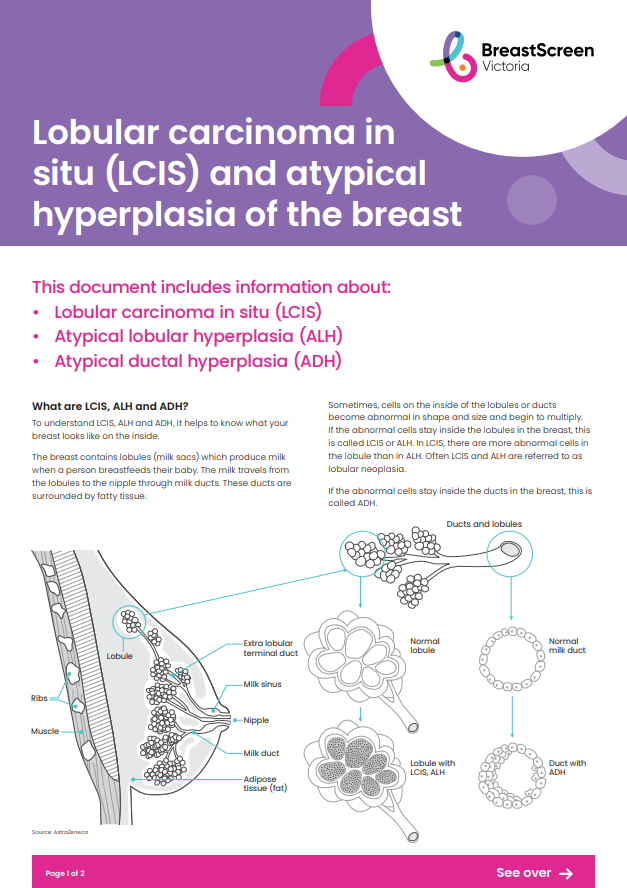 BreastScreen
Victoria
Lobular carcinoma in
situ (LCIS) and atypical
hyperplasia of the breast
This document includes information about:
• Lobular carcinoma in situ (LCIS)
• Atypical lobular hyperplasia (ALH)
• Atypical ductal hyperplasia (ADH)
What are LCIS, ALH and ADH?
To understand LCIS, ALH and ADH, it helps to know what your
breast looks like on the inside.
The breast contains lobules (milk sacs) which produce milk
when a person breastfeeds their baby. The milk travels from
the lobules to the nipple through milk ducts. These ducts are
surrounded by fatty tissue.
Sometimes, cells on the inside of the lobules or ducts
become abnormal in shape and size and begin to multiply.
If the abnormal cells stay inside the lobules in the breast, this
is called LCIS or ALH. In LCIS, there are more abnormal cells in
the lobule than in ALH. Often LCIS and ALH are referred to as
lobular neoplasia.
If the abnormal cells stay inside the ducts in the breast, this is
called ADH.
Ducts and lobules
Lobule
Ribs
Muscle
Extra lobular
terminal duct
Milk sinus
Nipple
Milk duct
Adipose
tissue (fat)
Normal
lobule
Normal
milk duct
Lobule with
LCIS, ALH
Duct with
ADH
Source: AstraZeneca
Page 1 of 2
See over →